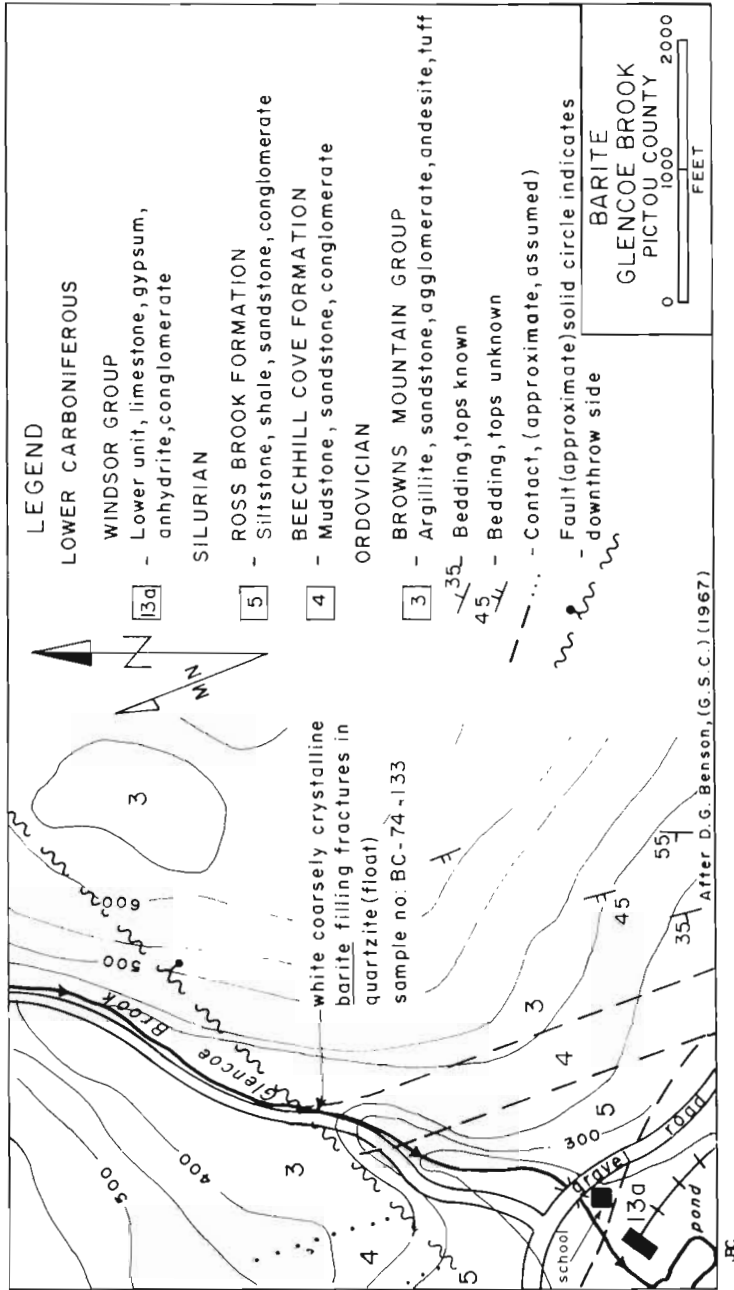 500
400
3
4
5
Glencoe
Brook
500
600
3
MN
N
white coarsely crystalline
barite filling fractures in
quartzite (float)
sample no: BC-74-133
3
4
5
300
45
35
55
gravel
road
school
13a
pond
After D.G. Benson, (G.S.C.) (1967)
LEGEND
LOWER CARBONIFEROUS
WINDSOR GROUP
13a - Lower unit, limestone, gypsum,
anhydrite, conglomerate
SILURIAN
ROSS BROOK FORMATION
5 - Siltstone, shale, sandstone, conglomerate
BEECHHILL COVE FORMATION
4 - Mudstone, sandstone, conglomerate
ORDOVICIAN
BROWNS MOUNTAIN GROUP
3 - Argillite, sandstone, agglomerate, andesite, tuff
35 - Bedding, tops known
45 - Bedding, tops unknown
- Contact, (approximate, assumed)
Fault (approximate) solid circle indicates
- downthrow side
BARITE
GLENCOE BROOK
PICTOU COUNTY
0 1000 2000
FEET
BC